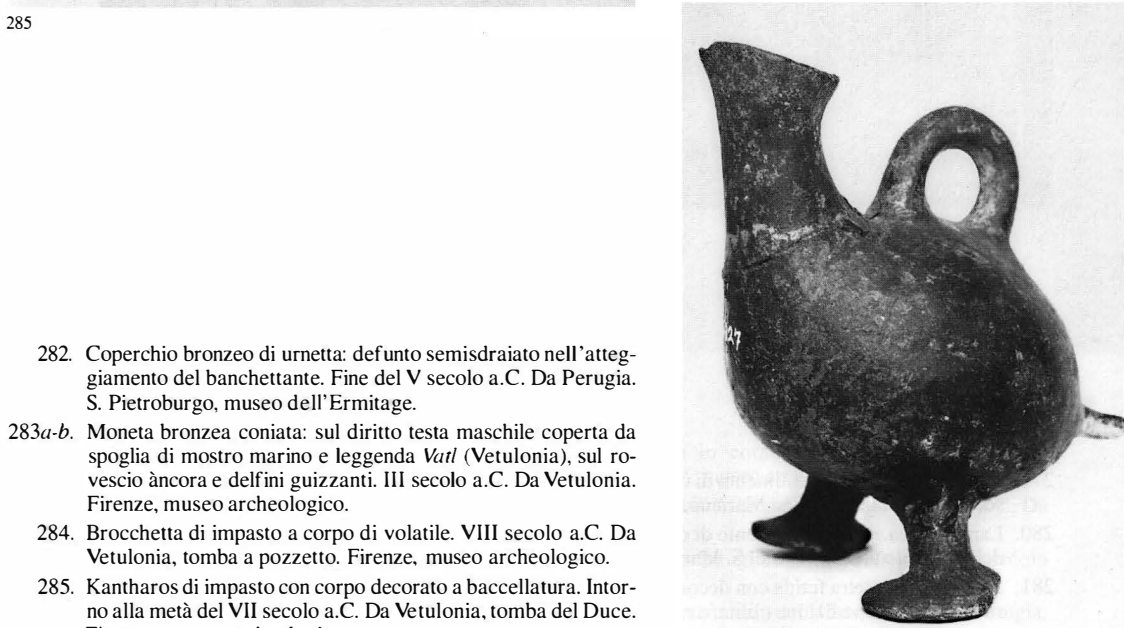 285
282. Coperchio bronzeo di urnetta: defunto semisdraiato nell'atteg-
giamento del banchettante. Fine del V secolo a.C. Da Perugia.
S. Pietroburgo, museo dell'Ermitage.
283a-b. Moneta bronzea coniata: sul diritto testa maschile coperta da
spoglia di mostro marino e leggenda Vatl (Vetulonia), sul ro-
vescio àncora e delfini guizzanti. III secolo a.C. Da Vetulonia.
Firenze, museo archeologico.
284. Brocchetta di impasto a corpo di volatile. VIII secolo a.C. Da
Vetulonia, tomba a pozzetto. Firenze, museo archeologico.
285. Kantharos di impasto con corpo decorato a baccellatura. Intor-
no alla metà del VII secolo a.C. Da Vetulonia, tomba del Duce.